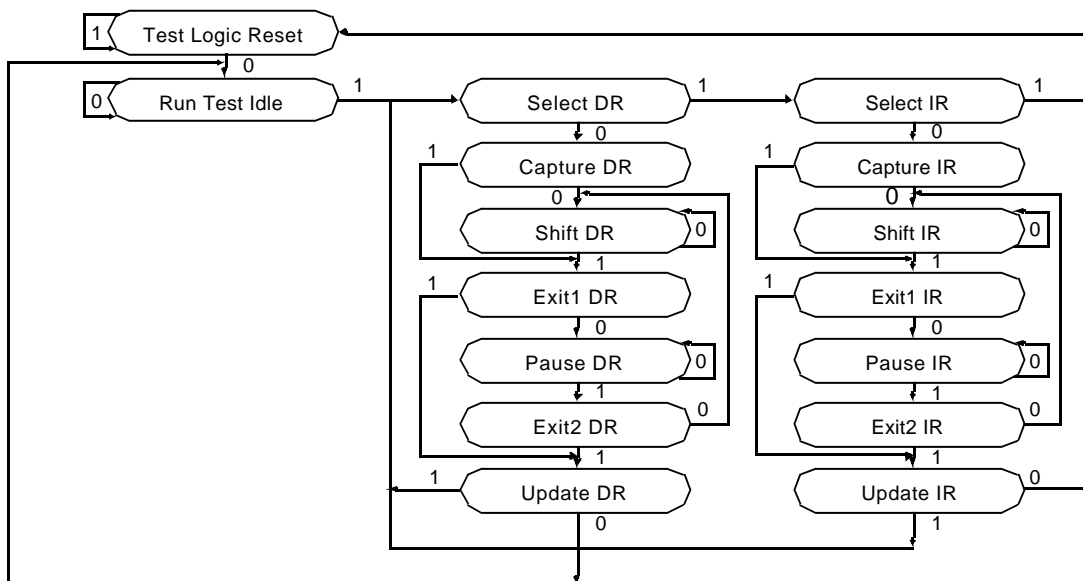 1
Test Logic Reset
0
0
Run Test Idle
1
Select DR
1
Select IR
1
0
0
1
Capture DR
1
Capture IR
0
0
Shift DR
0
Shift IR
0
1
1
1
Exit1 DR
1
Exit1 IR
0
0
Pause DR
0
Pause IR
0
1
1
Exit2 DR
0
Exit2 IR
0
1
1
1
Update DR
Update IR
0
0
1